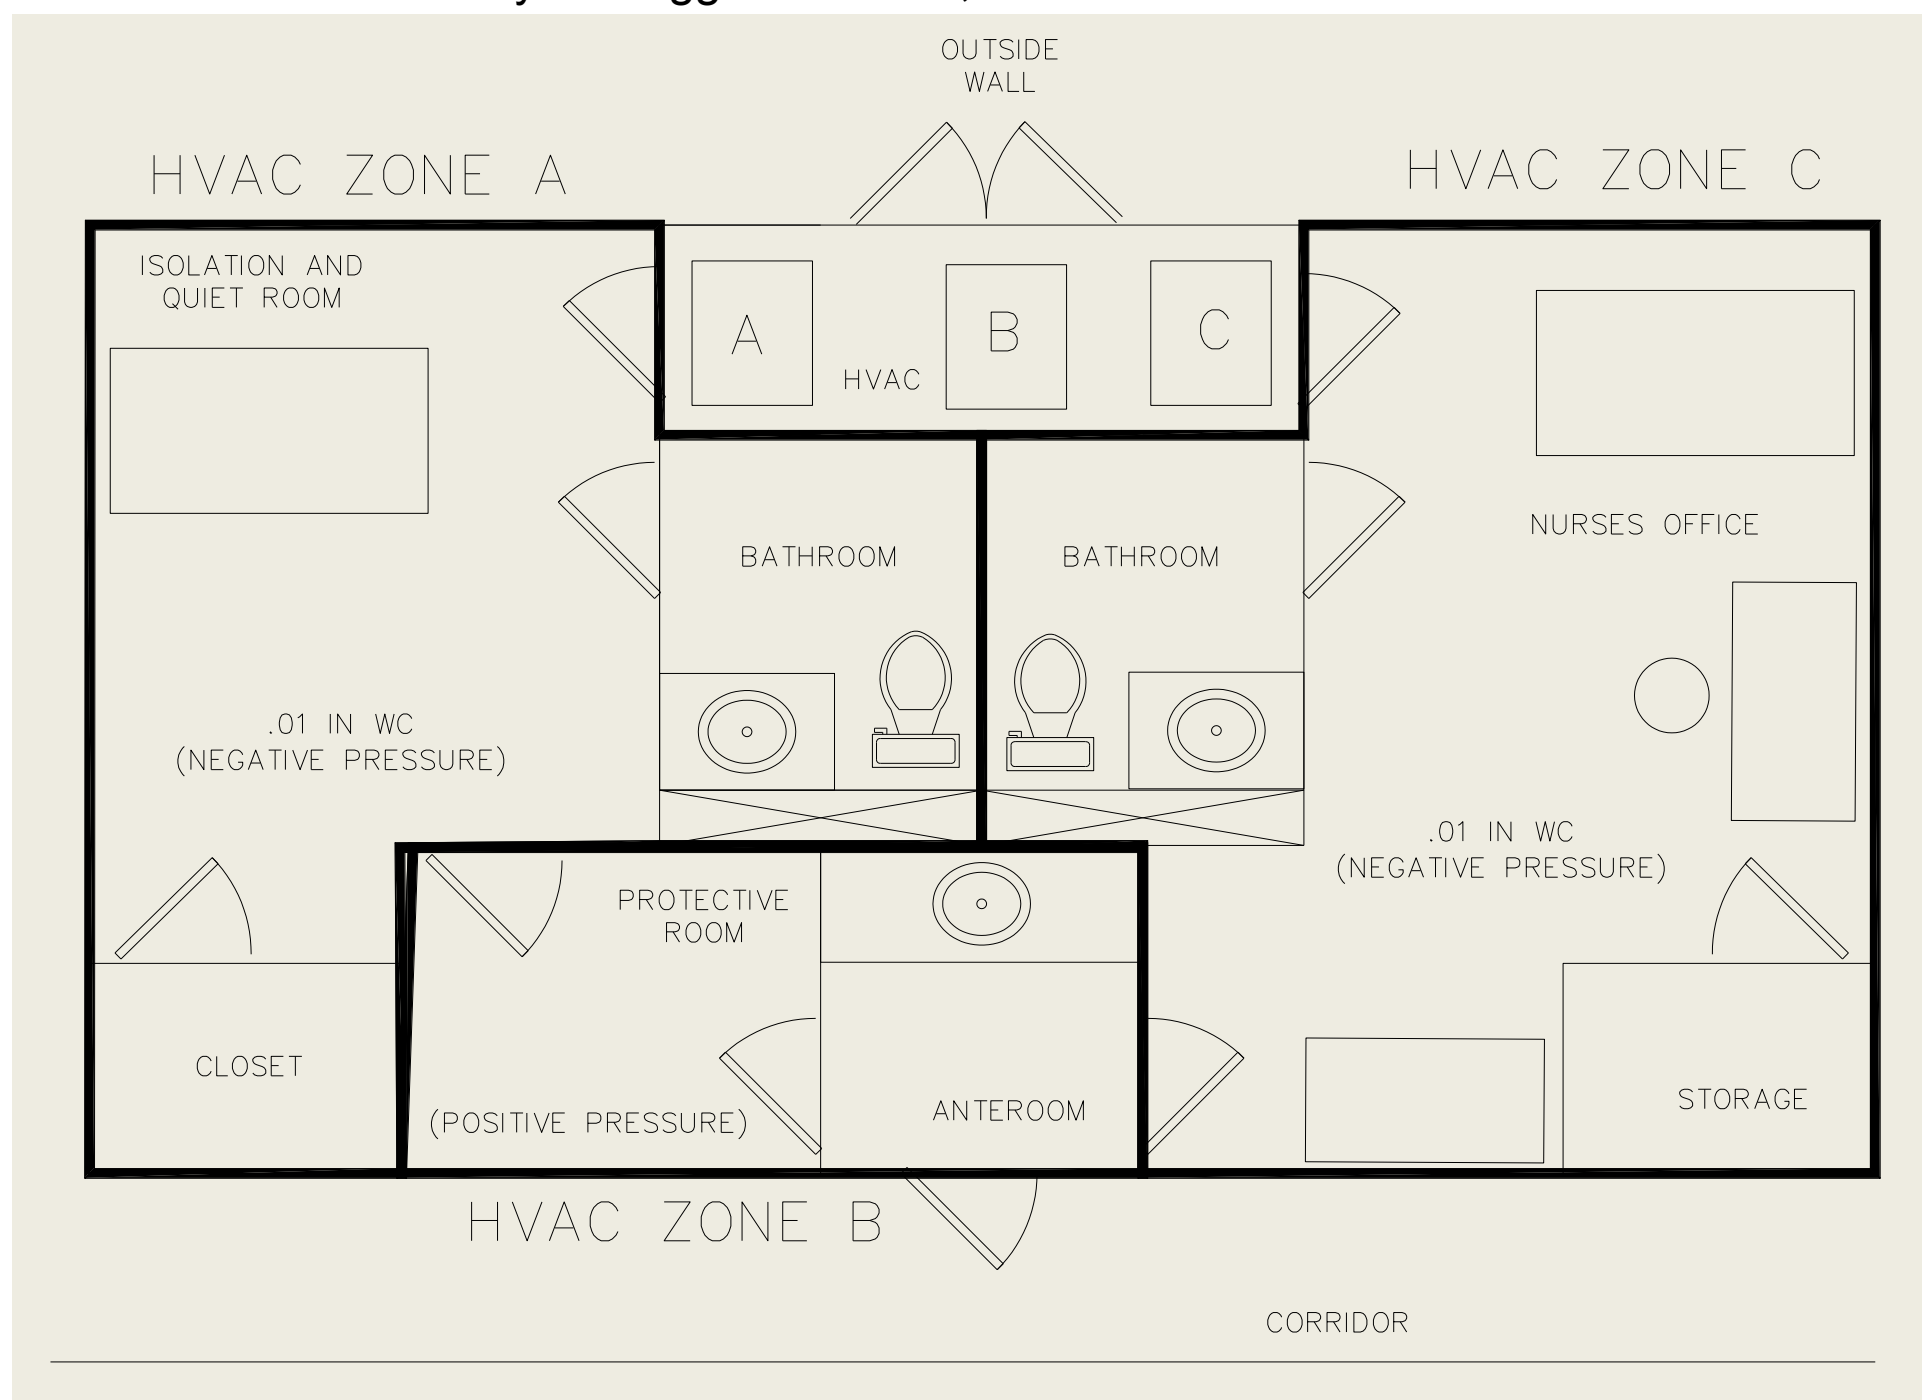 OUTSIDE
WALL
HVAC ZONE A
HVAC ZONE C
ISOLATION AND
QUIET ROOM
A
B
C
HVAC
NURSES OFFICE
BATHROOM
BATHROOM
.01 IN WC
(NEGATIVE PRESSURE)
.01 IN WC
(NEGATIVE PRESSURE)
PROTECTIVE
ROOM
CLOSET
(POSITIVE PRESSURE)
ANTEROOM
STORAGE
HVAC ZONE B
CORRIDOR